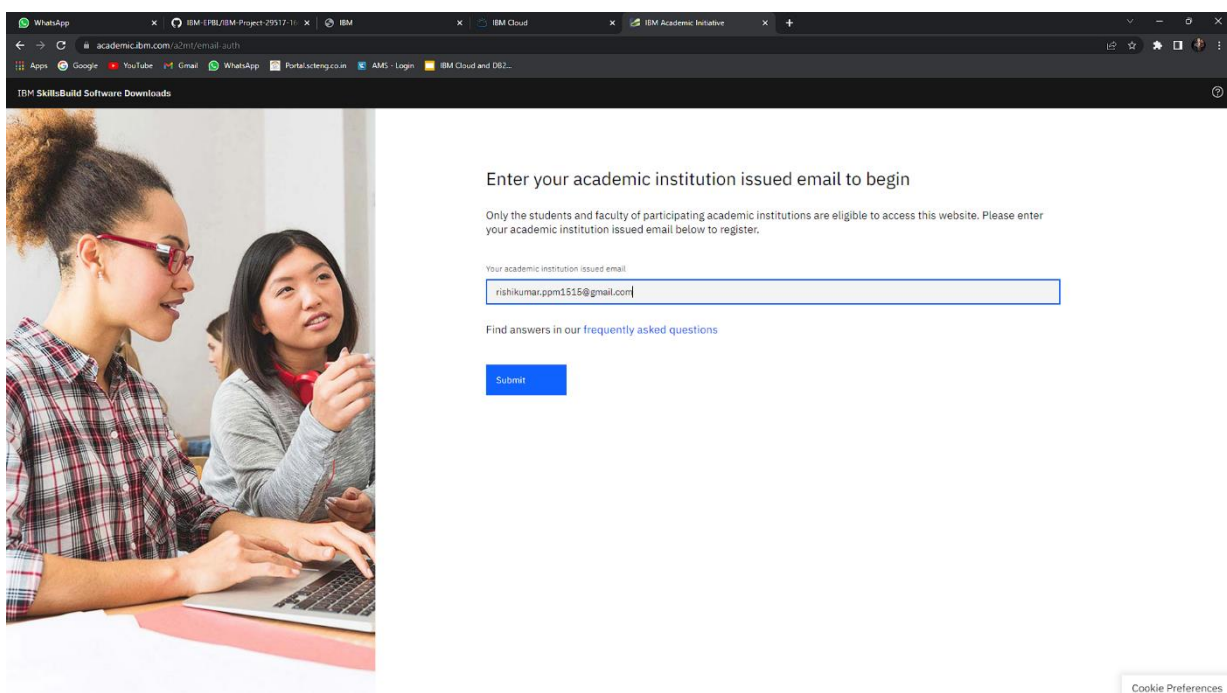 WhatsApp
IBM-EPBL/IBM-Project-29517-16
IBM
IBM Cloud
IBM Academic Initiative
academic.ibm.com/a2mt/email-auth
Apps Google YouTube Gmail WhatsApp Portal.scteng.co.in AMS - Login IBM Cloud and DB2...
IBM SkillsBuild Software Downloads
Enter your academic institution issued email to begin
Only the students and faculty of participating academic institutions are eligible to access this website. Please enter
your academic institution issued email below to register.
Your academic institution issued email
rishikumar.ppm1515@gmail.com
Find answers in our frequently asked questions
Submit
Cookie Preferences